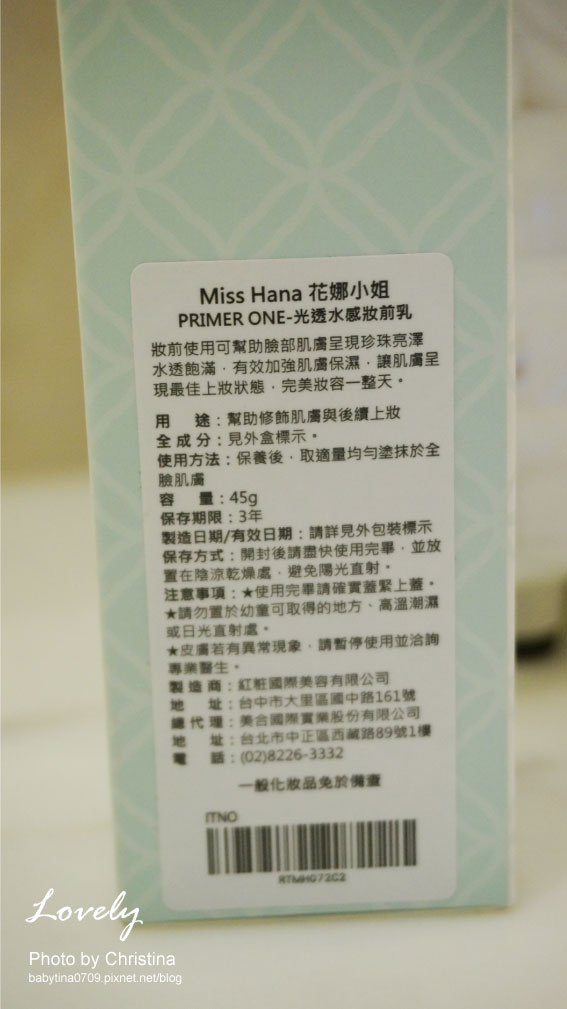 Miss Hana 花娜小姐
PRIMER ONE-光透水感妝前乳
妝前使用可幫助臉部肌膚呈現珍珠亮澤
水透飽滿，有效加強肌膚保濕，讓肌膚呈
現最佳上妝狀態，完美妝容一整天。
用　途：幫助修飾肌膚與後續上妝
全成分：見外盒標示。
使用方法：保養後，取適量均勻塗抹於全
臉肌膚
容　量：45g
保存期限：3年
製造日期/有效日期：請詳見外包裝標示
保存方式：開封後請盡快使用完畢，並放
置在陰涼乾燥處，避免陽光直射。
注意事項：★使用完畢請確實蓋緊上蓋。
★請勿置於幼童可取得的地方、高溫潮濕
或日光直射處。
★皮膚若有異常現象，請暫停使用並洽詢
專業醫生。
製造商：紅粧國際美容有限公司
地　址：台中市大里區國中路161號
總代理：美合國際實業股份有限公司
地　址：台北市中正區西藏路89號1樓
電　話：(02)8226-3332
一般化妝品免於備查
ITNO
RTMH072C2
Lovely
Photo by Christina
babytina0709.pixnet.net/blog